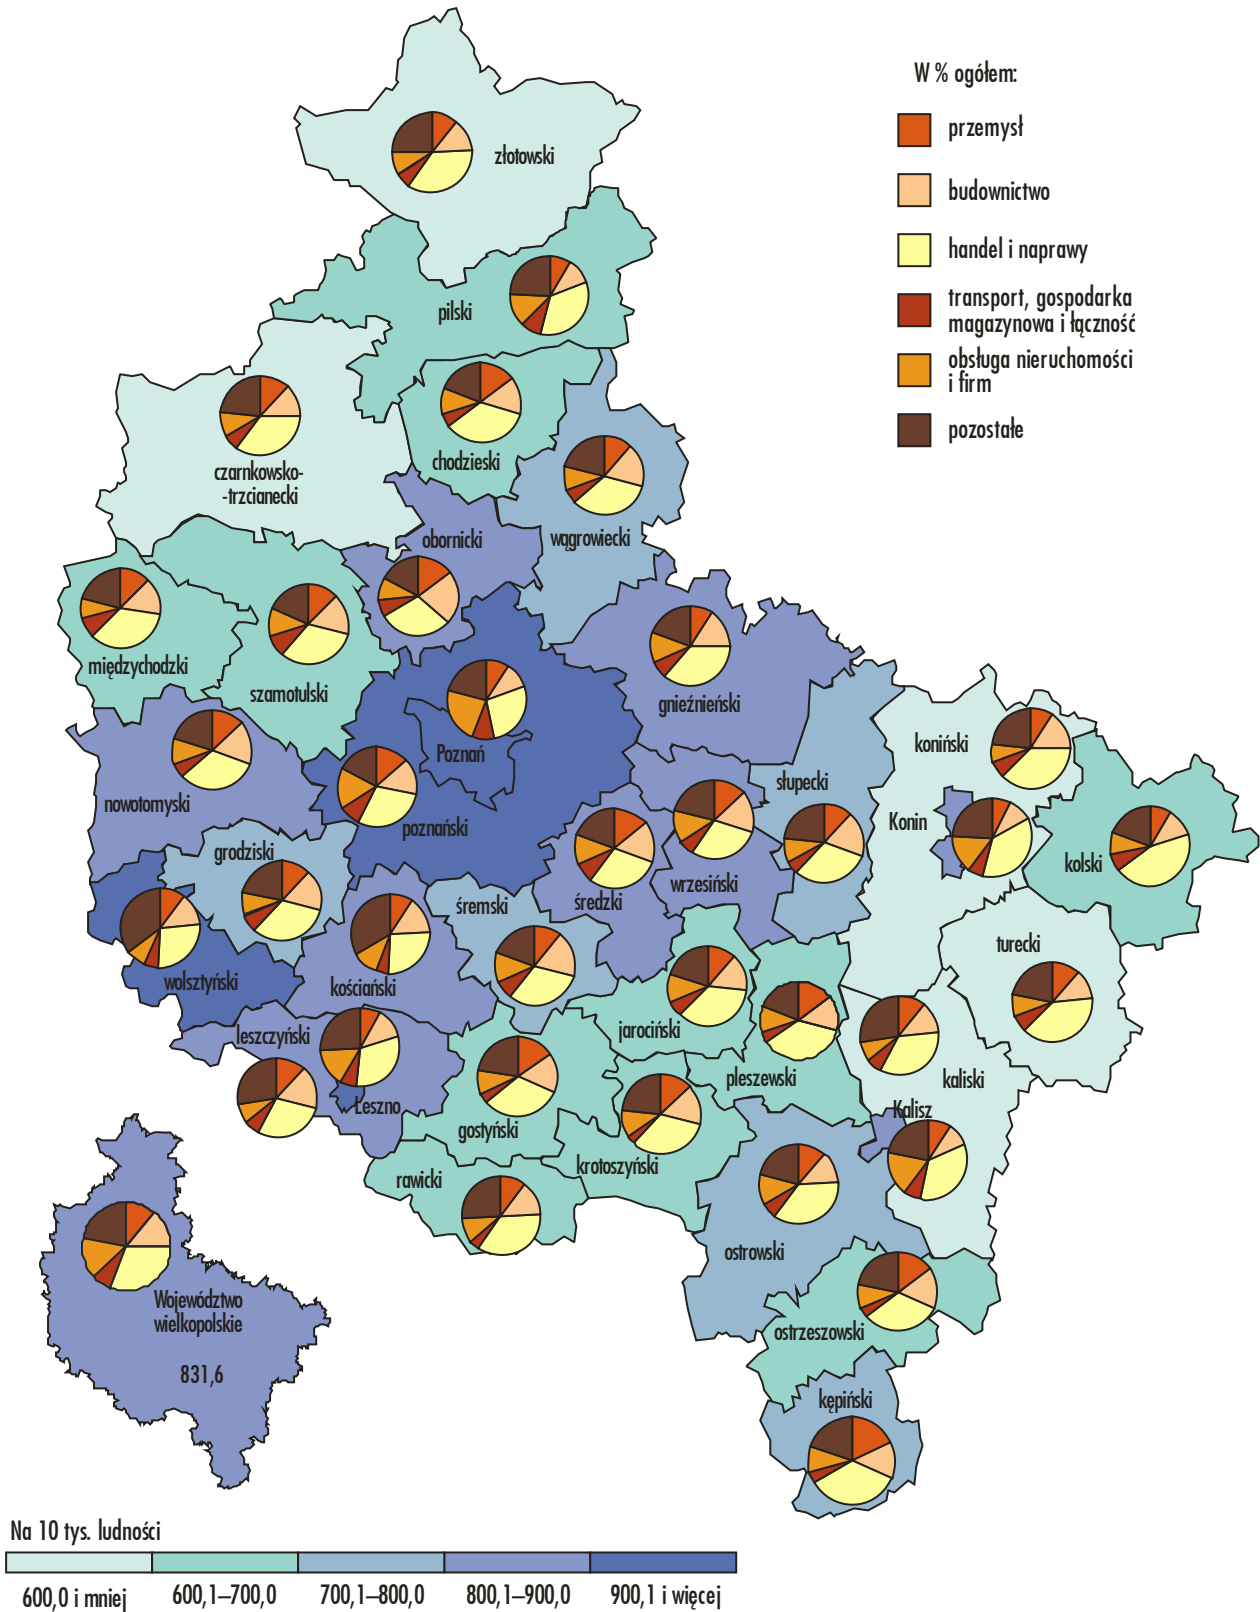 W % ogółem:
przemysł
budownictwo
handel i naprawy
transport, gospodarka
magazynowa i łączność
obsługa nieruchomości
i firm
pozostałe
złotowski
pilski
czarnkowsko-
-trzcianecki
chodzieski
obornicki
wągrowiecki
międzychodzki
szamotulski
gnieźnieński
Poznań
poznański
nowotomyski
koniński
słupecki
Konin
kolski
grodziski
wrzesiński
średzki
śremski
turecki
wolsztyński
kościański
leszczyński
jarociński
pleszewski
kaliski
Leszno
Kalisz
gostyński
krotoszyński
rawicki
ostrowski
ostrzeszowski
kępiński
Województwo
wielkopolskie
831,6
Na 10 tys. ludności
600,0 i mniej
600,1–700,0
700,1–800,0
800,1–900,0
900,1 i więcej